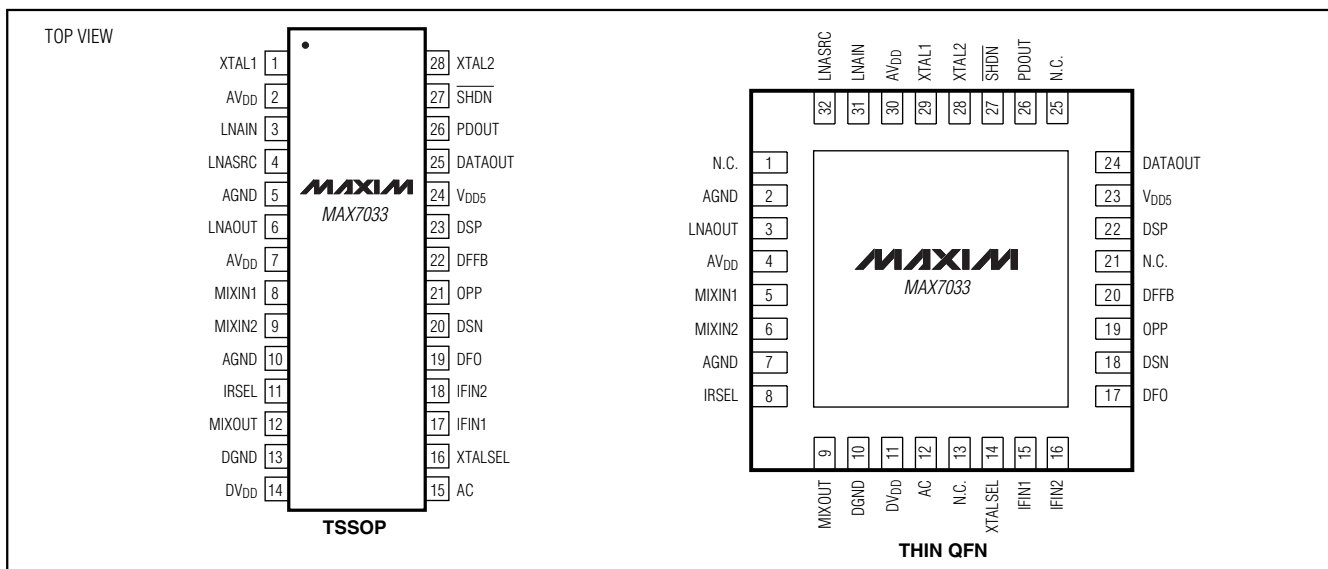 TOP VIEW
XTAL1 1
AVDD 2
LNAIN 3
LNASRC 4
AGND 5
LNAOUT 6
AVDD 7
MIXIN1 8
MIXIN2 9
AGND 10
IRSEL 11
MIXOUT 12
DGND 13
DVDD 14
MAXIM
MAX7033
28 XTAL2
27 SHDN
26 PDOUT
25 DATAOUT
24 VDD5
23 DSP
22 DFFB
21 OPP
20 DSN
19 DFO
18 IFIN2
17 IFIN1
16 XTALSEL
15 AC
TSSOP
LNASRC LNAIN AVDD XTAL1 XTAL2 SHDN PDOUT N.C.
32 31 30 29 28 27 26 25
N.C. 1
AGND 2
LNAOUT 3
AVDD 4
MIXIN1 5
MIXIN2 6
AGND 7
IRSEL 8
MAXIM
MAX7033
24 DATAOUT
23 VDD5
22 DSP
21 N.C.
20 DFFB
19 OPP
18 DSN
17 DFO
9 10 11 12 13 14 15 16
MIXOUT DGND DVDD AC N.C. XTALSEL IFIN1 IFIN2
THIN QFN